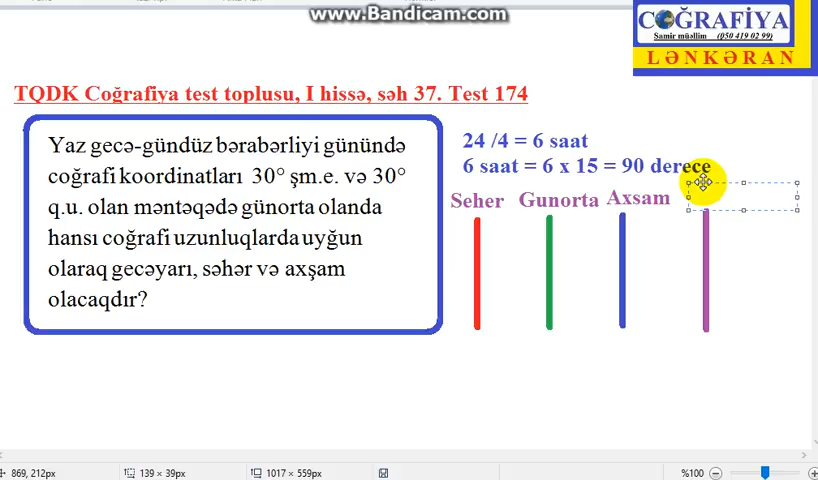 www.Bandicam.com
COĞRAFİYA
Samir müəllim (050 419 02 99)
LƏNKƏRAN
TQDK Coğrafiya test toplusu, I hissə, səh 37. Test 174
Yaz gecə-gündüz bərabərliyi günündə
coğrafi koordinatları 30° şm.e. və 30°
q.u. olan məntəqədə günorta olanda
hansı coğrafi uzunluqlarda uyğun
olaraq gecəyarı, səhər və axşam
olacaqdır?
24 /4 = 6 saat
6 saat = 6 x 15 = 90 derece
Seher Gunorta Axsam
869, 212px 139 × 39px 1017 × 559px %100